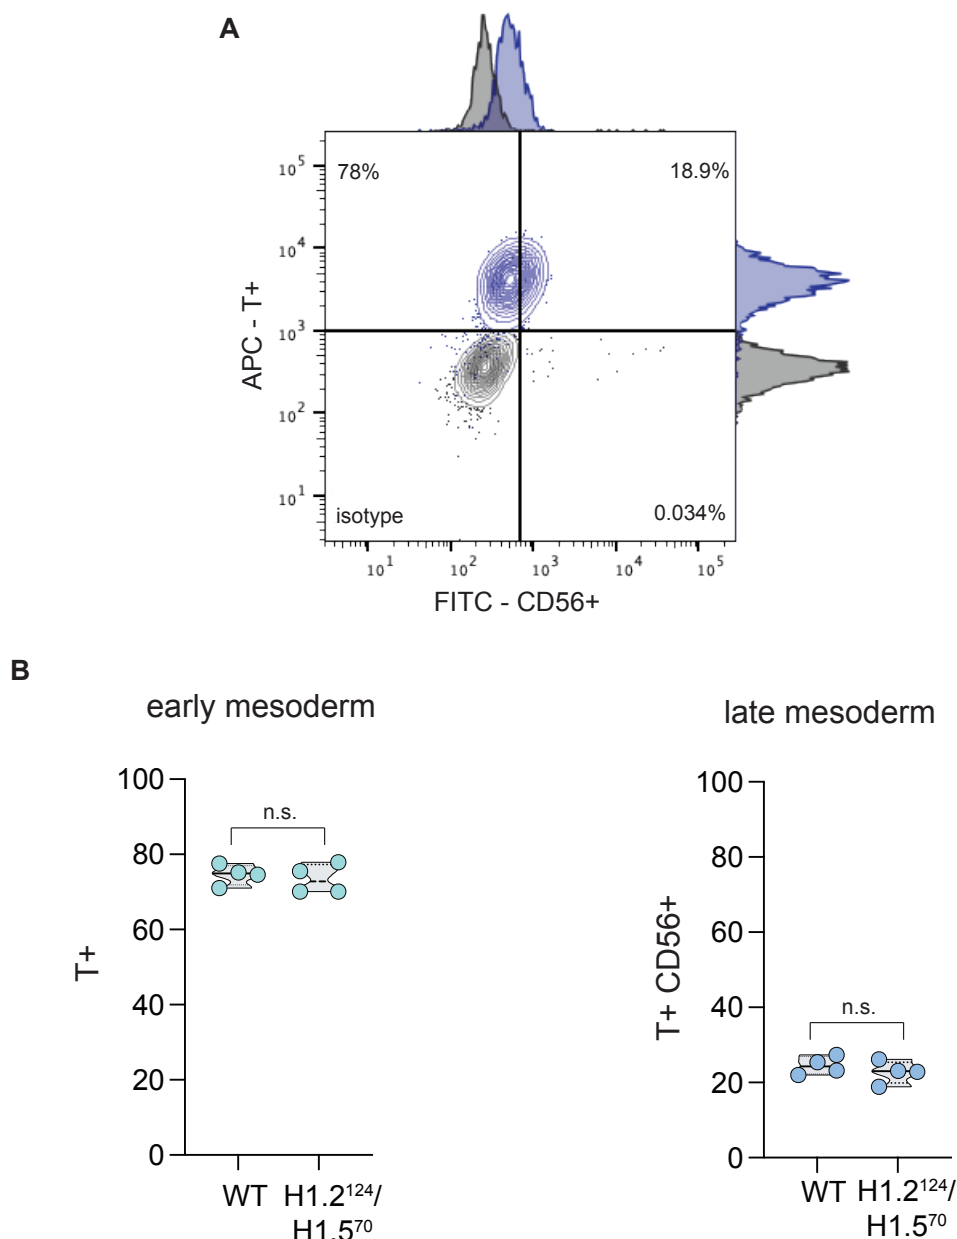 A
10⁵
78%
18.9%
10⁴
10³
10²
10¹
APC - T+
isotype
0.034%
10¹ 10² 10³ 10⁴ 10⁵
FITC - CD56+
B
early mesoderm
100
80
60
40
20
0
T+
n.s.
WT
H1.2¹²⁴/
H1.5⁷⁰
late mesoderm
100
80
60
40
20
0
T+ CD56+
n.s.
WT
H1.2¹²⁴/
H1.5⁷⁰